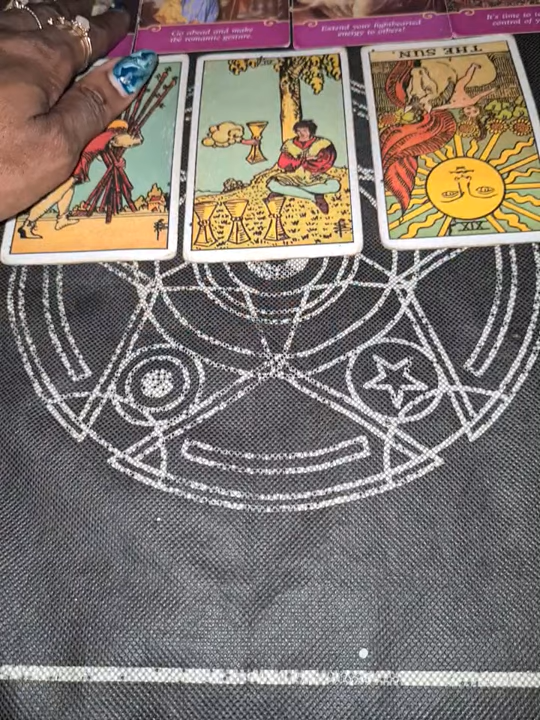 Go ahead and make
the romantic gesture.
Extend your lighthearted
energy to others!
It's time to
control of
THE SUN.
XIX